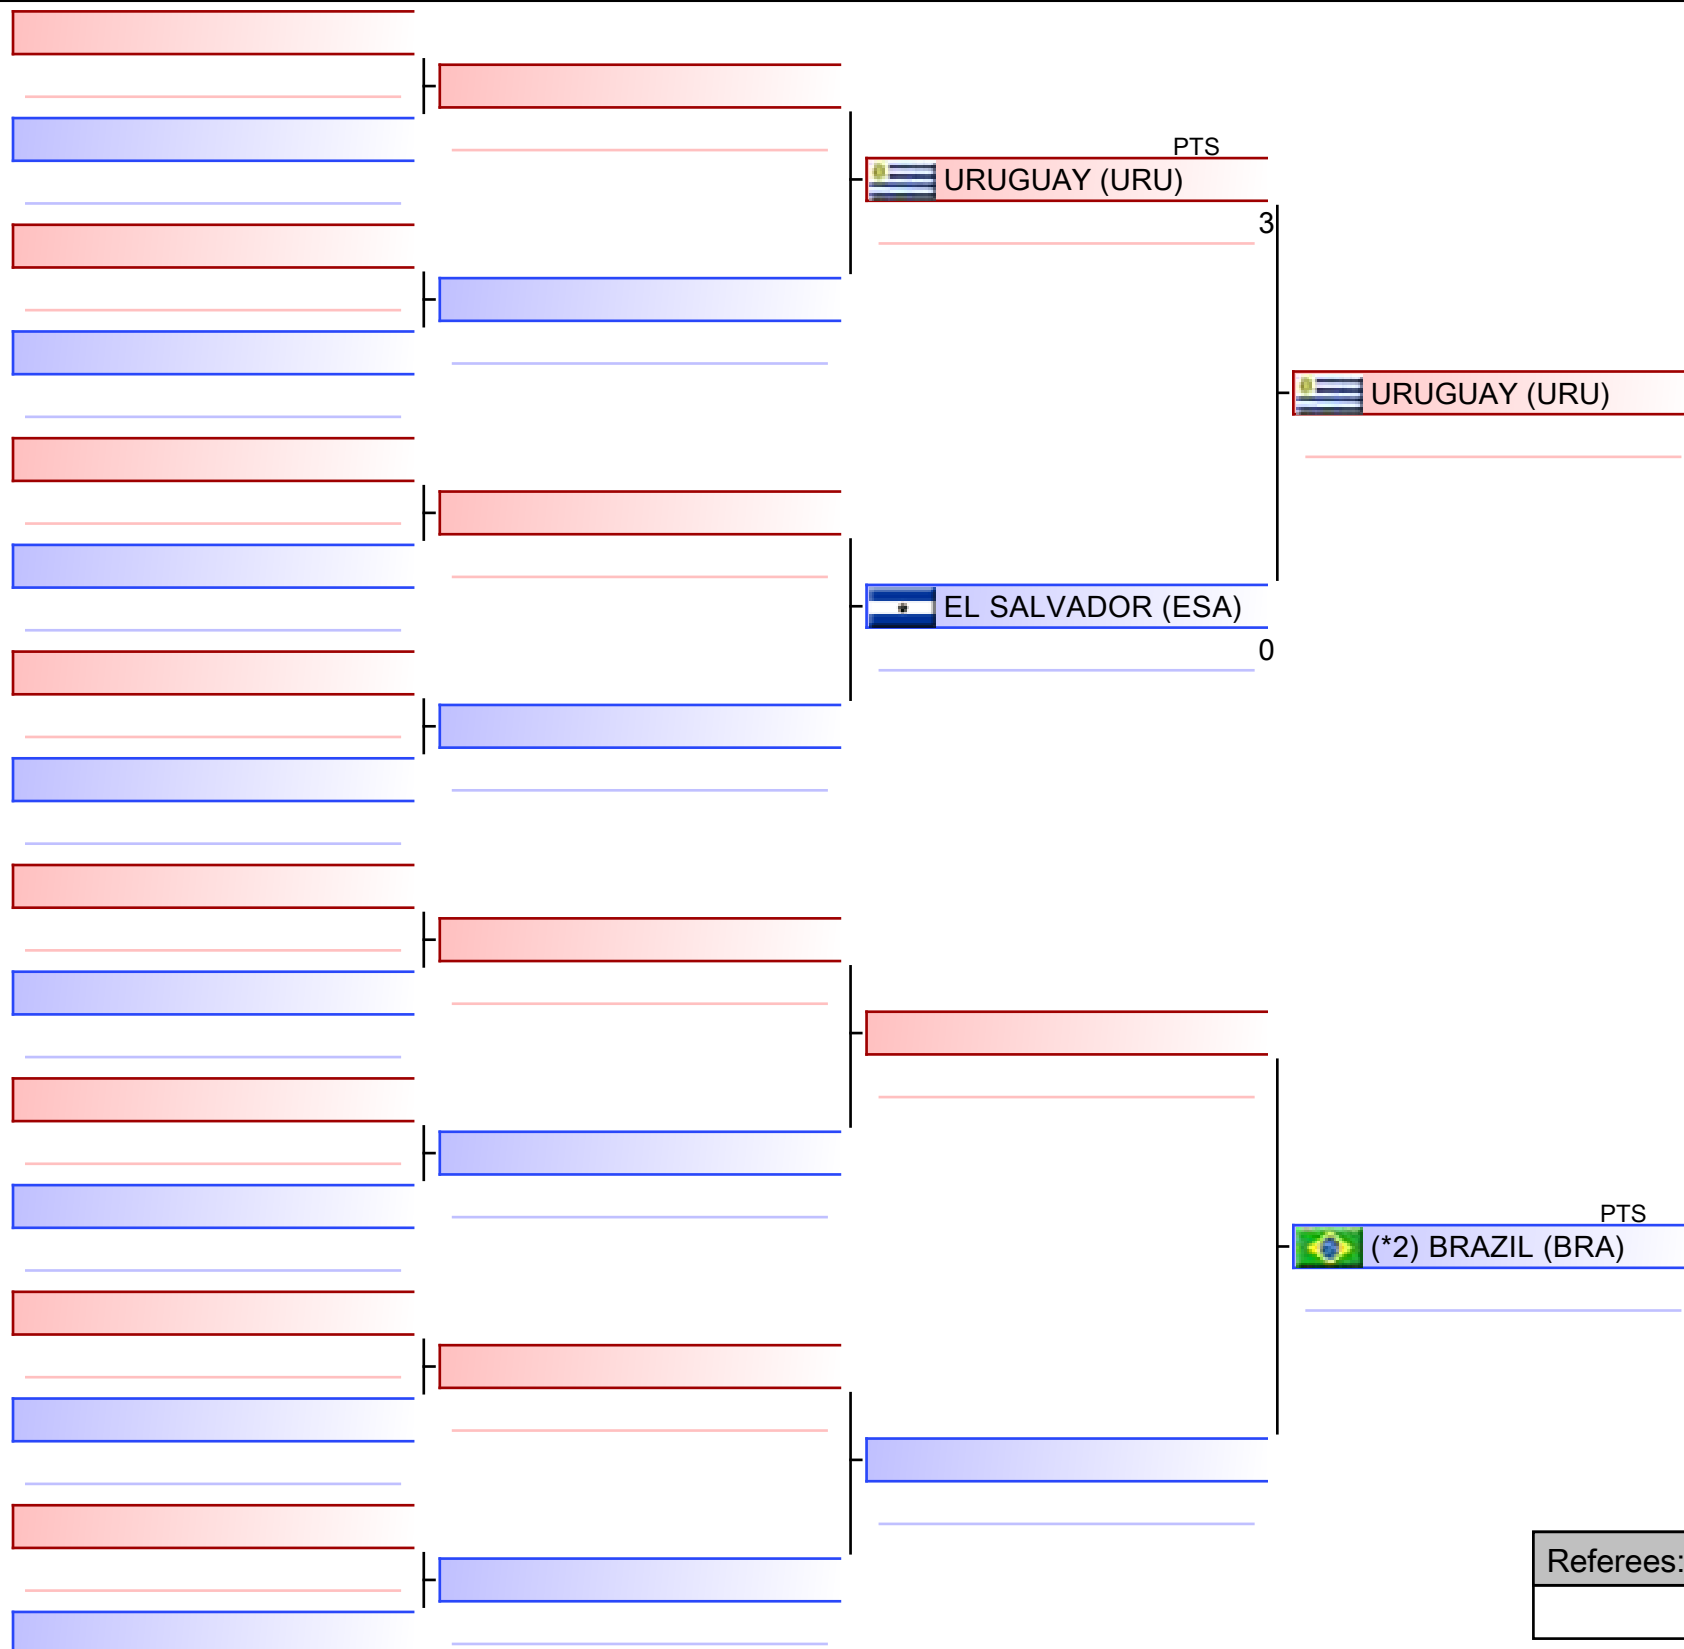 PTS
URUGUAY (URU)
3
URUGUAY (URU)
EL SALVADOR (ESA)
0
PTS
(*2) BRAZIL (BRA)
Referees: